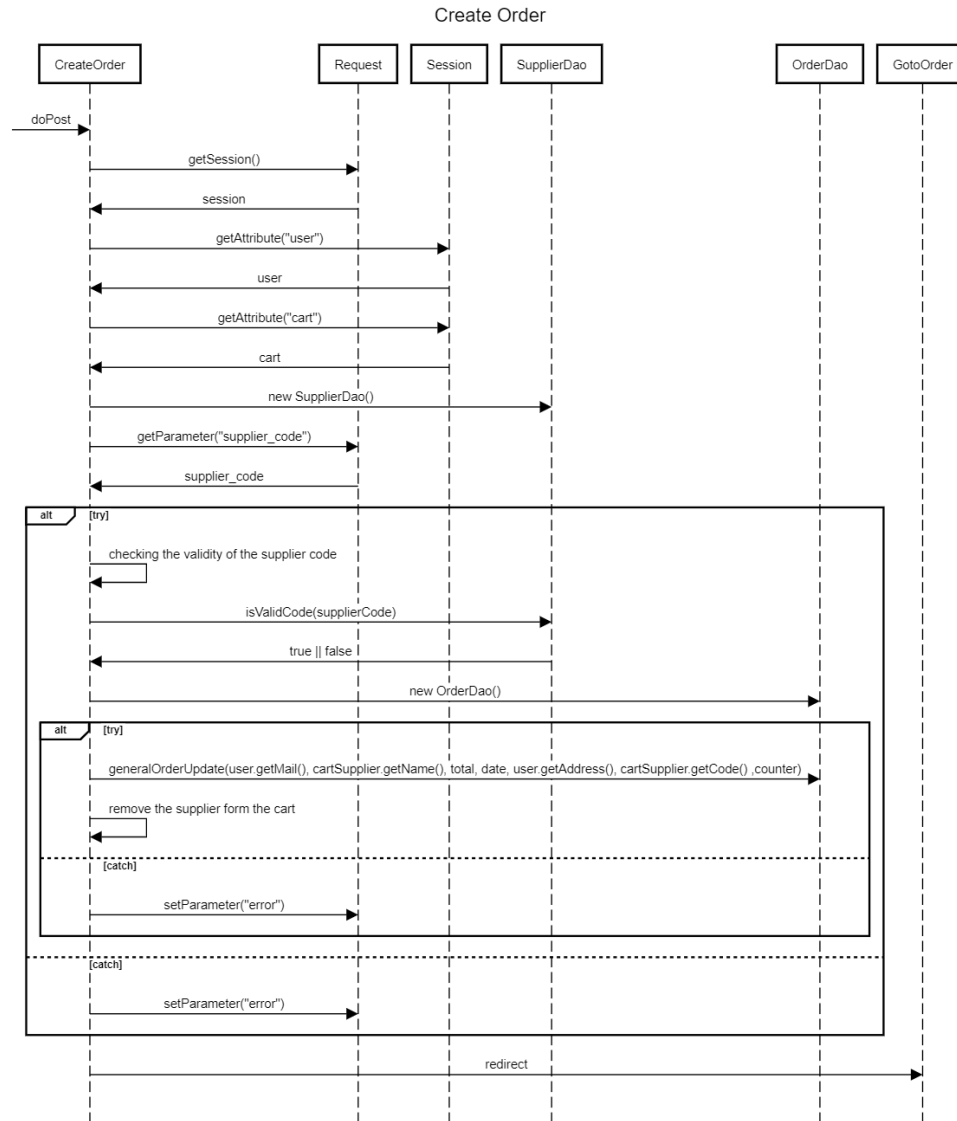 Create Order
CreateOrder
Request
Session
SupplierDao
OrderDao
GotoOrder
doPost
getSession()
session
getAttribute("user")
user
getAttribute("cart")
cart
new SupplierDao()
getParameter("supplier_code")
supplier_code
alt
[try]
checking the validity of the supplier code
isValidCode(supplierCode)
true || false
new OrderDao()
alt
[try]
generalOrderUpdate(user.getMail(), cartSupplier.getName(), total, date, user.getAddress(), cartSupplier.getCode() ,counter)
remove the supplier form the cart
[catch]
setParameter("error")
[catch]
setParameter("error")
redirect